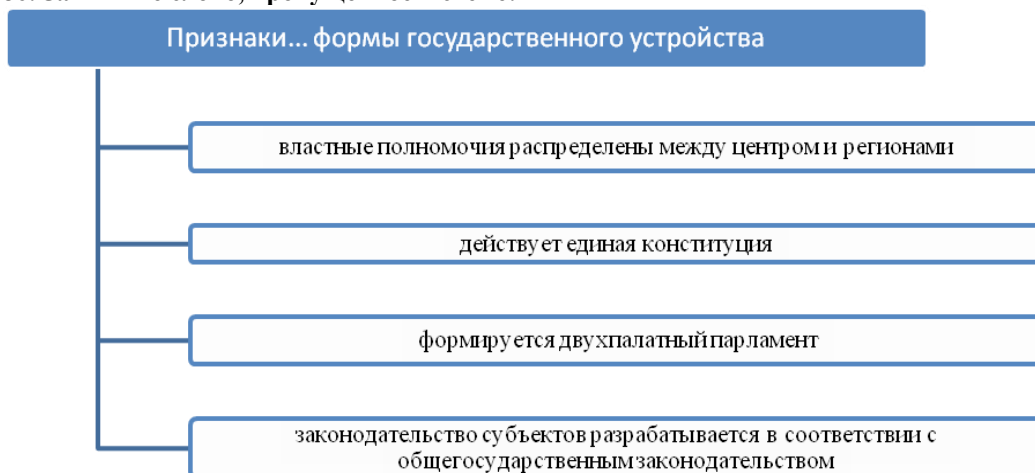 Признаки... формы государственного устройства
властные полномочия распределены между центром и регионами
действует единая конституция
формируется двухпалатный парламент
законодательство субъектов разрабатывается в соответствии с
общегосударственным законодательством